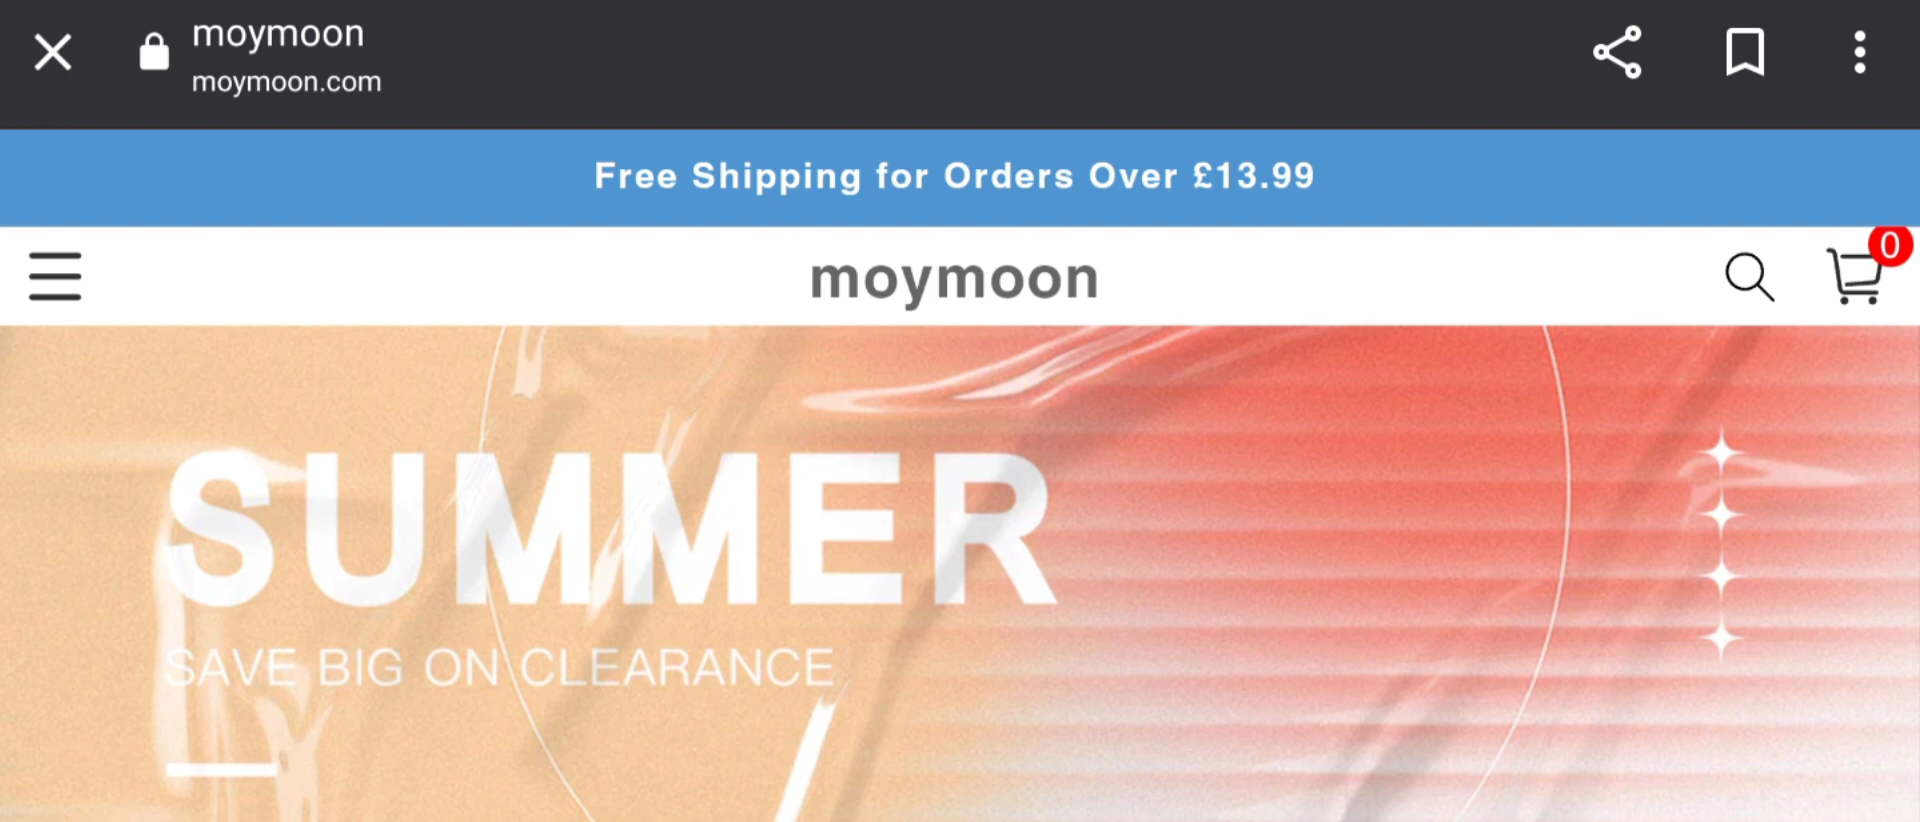 moymoon
moymoon.com
Free Shipping for Orders Over £13.99
moymoon
0
SUMMER
SAVE BIG ON CLEARANCE